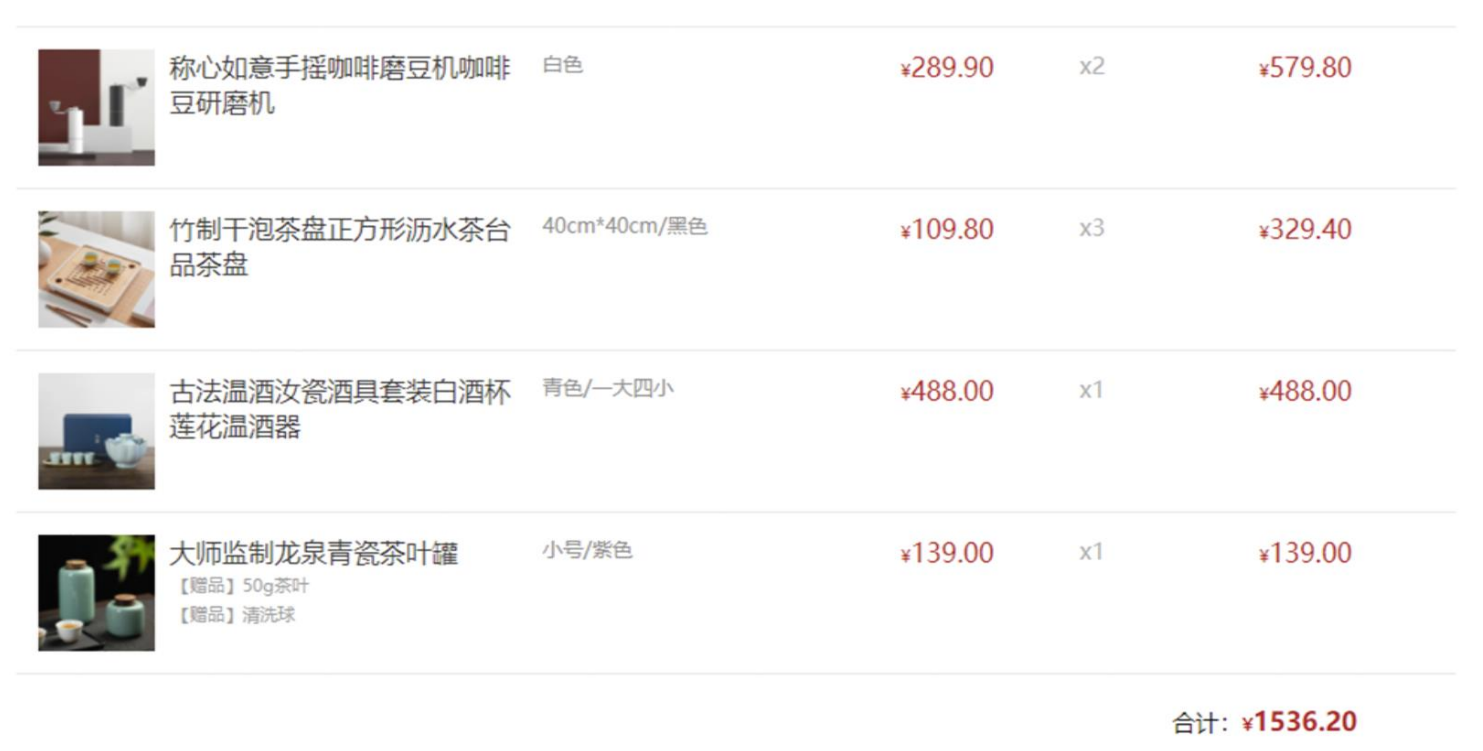 称心如意手摇咖啡磨豆机咖啡 白色 ¥289.90 x2 ¥579.80
豆研磨机
竹制干泡茶盘正方形沥水茶台 40cm*40cm/黑色 ¥109.80 x3 ¥329.40
品茶盘
古法温酒汝瓷酒具套装白酒杯 青色/一大四小 ¥488.00 x1 ¥488.00
莲花温酒器
大师监制龙泉青瓷茶叶罐 小号/紫色 ¥139.00 x1 ¥139.00
【赠品】50g茶叶
【赠品】清洗球
合计：¥1536.20